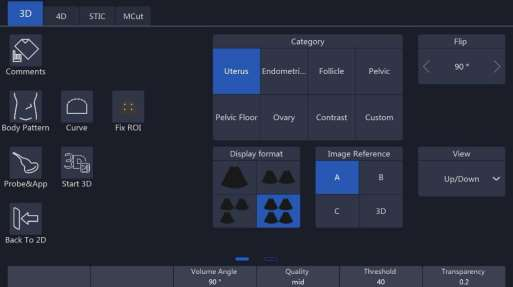 3D 4D STIC MCut
Category Flip
Comments
Uterus Endometri... Follicle Pelvic 90 °
Body Pattern Curve Fix ROI
Pelvic Floor Ovary Contrast Custom
Display format Image Reference View
Probe&App Start 3D
A B Up/Down
C 3D
Back To 2D
Volume Angle Quality Threshold Transparency
90 ° mid 40 0.2